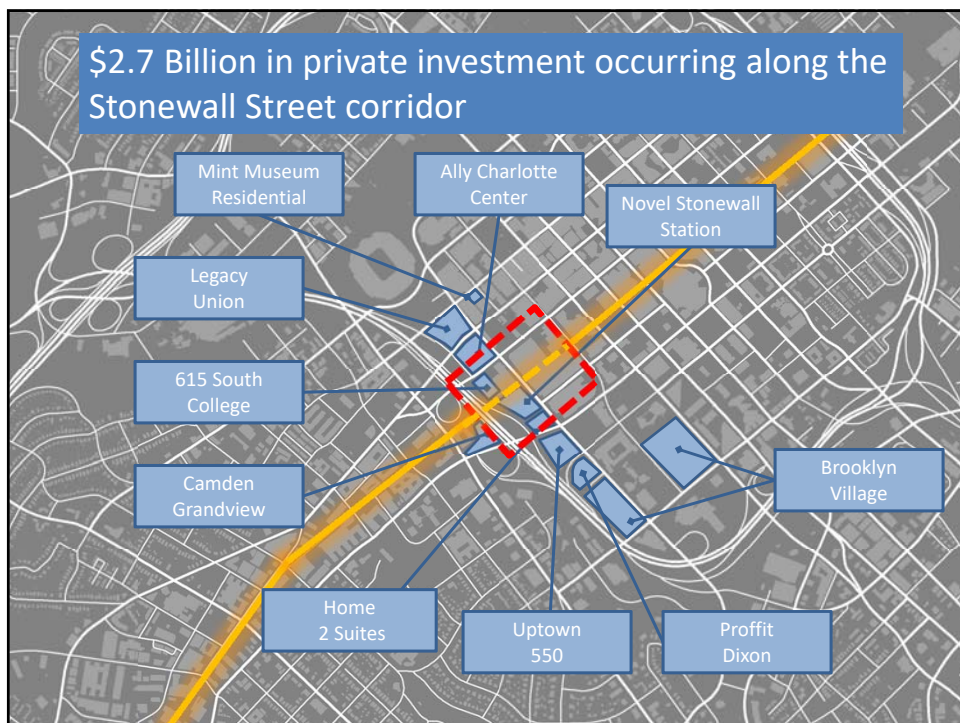 $2.7 Billion in private investment occurring along the
Stonewall Street corridor
Mint Museum
Residential
Ally Charlotte
Center
Novel Stonewall
Station
Legacy
Union
615 South
College
Camden
Grandview
Brooklyn
Village
Home
2 Suites
Uptown
550
Proffit
Dixon